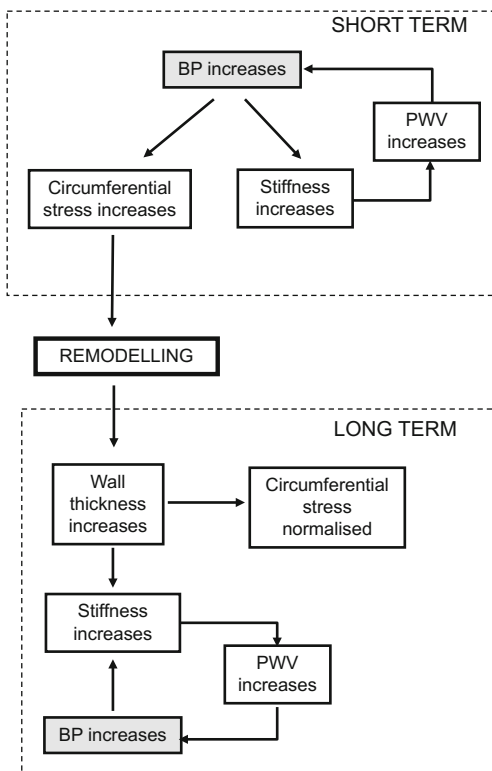 SHORT TERM
BP increases
PWV
increases
Circumferential
stress increases
Stiffness
increases
REMODELLING
LONG TERM
Wall
thickness
increases
Circumferential
stress
normalised
Stiffness
increases
PWV
increases
BP increases